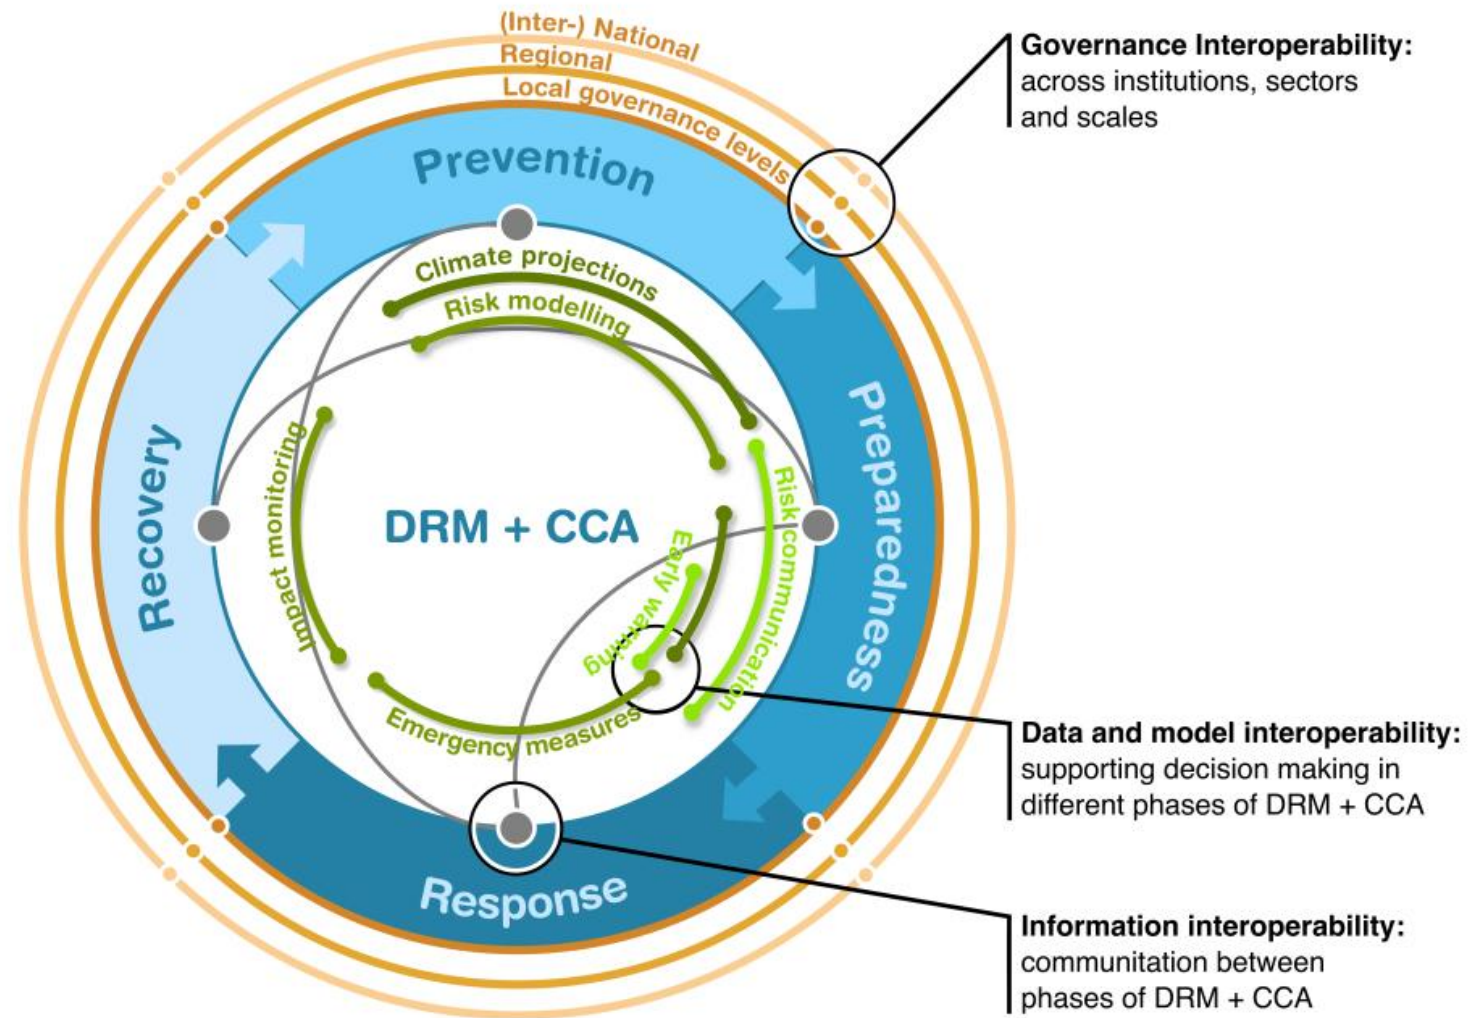 (Inter-) National
Regional
Local governance levels
Prevention
Climate projections
Risk modelling
Preparedness
Recovery
Impact monitoring
DRM + CCA
Early warning
Risk communication
Emergency measures
Response
Governance Interoperability:
across institutions, sectors
and scales
Data and model interoperability:
supporting decision making in
different phases of DRM + CCA
Information interoperability:
communitation between
phases of DRM + CCA